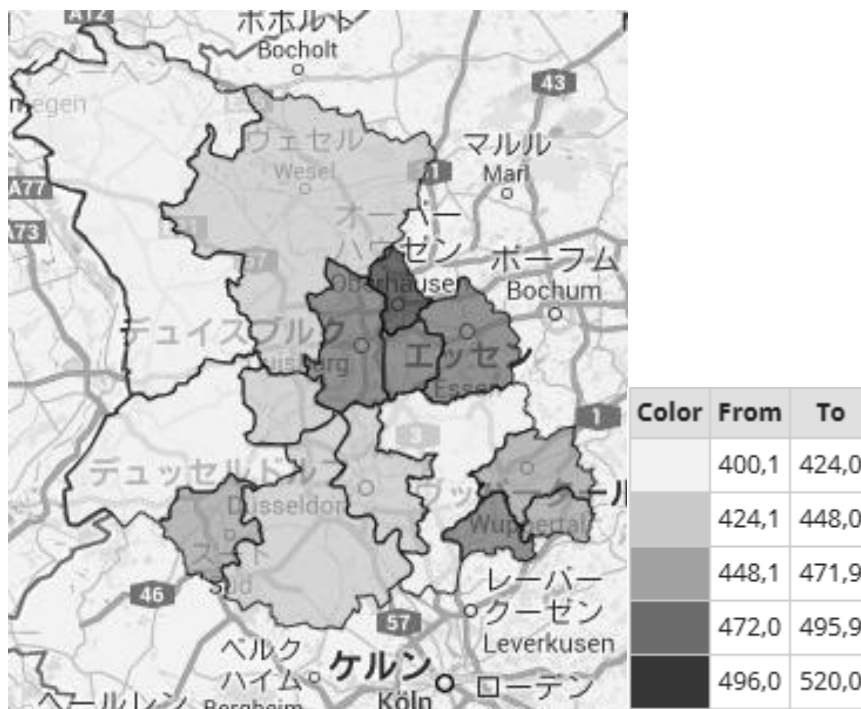 A12
ボホルト
Bocholt
43
ヴェセル
Wesel
マルル
Marl
A77
A73
57
オーバー
ハウゼン
Oberhausen
ボーフム
Bochum
デュイスブルク
エッセン
Essen
1
3
デュッセルドルフ
Düsseldorf
Wuppertal
46
57
レーバー
クーゼン
Leverkusen
ベルク
ハイム
Bergheim
ケルン
Köln
ローデン
Color From To
400,1 424,0
424,1 448,0
448,1 471,9
472,0 495,9
496,0 520,0